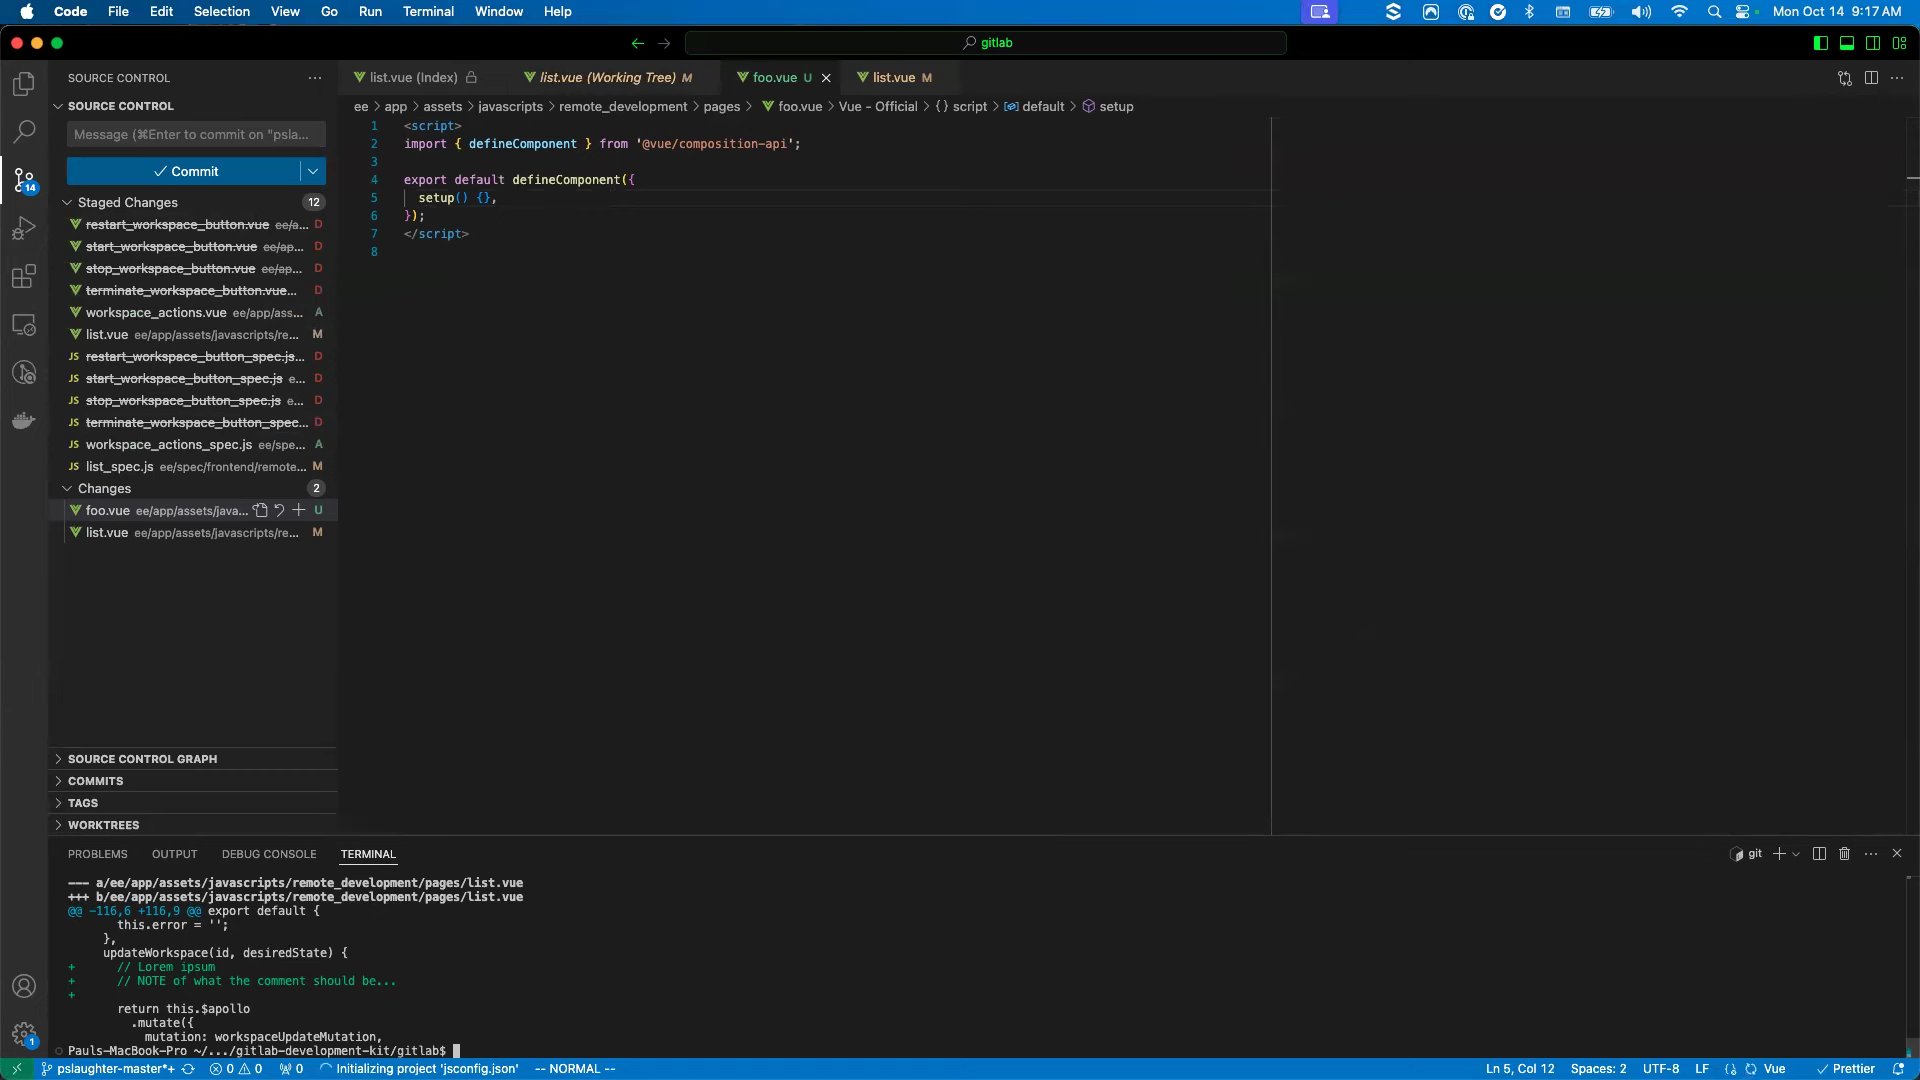 Code File Edit Selection View Go Run Terminal Window Help
Mon Oct 14 9:17 AM
gitlab
SOURCE CONTROL
list.vue (Index)
list.vue (Working Tree) M
foo.vue U
list.vue M
ee > app > assets > javascripts > remote_development > pages > foo.vue > Vue - Official > {} script > default > setup
SOURCE CONTROL
Message (⌘Enter to commit on "psla...
Commit
14
Staged Changes 12
restart_workspace_button.vue ee/a... D
start_workspace_button.vue ee/ap... D
stop_workspace_button.vue ee/ap... D
terminate_workspace_button.vue... D
workspace_actions.vue ee/app/ass... A
list.vue ee/app/assets/javascripts/re... M
restart_workspace_button_spec.js... D
start_workspace_button_spec.js e... D
stop_workspace_button_spec.js e... D
terminate_workspace_button_spec... D
workspace_actions_spec.js ee/spe... A
list_spec.js ee/spec/frontend/remote... M
Changes 2
foo.vue ee/app/assets/java... U
list.vue ee/app/assets/javascripts/re... M
SOURCE CONTROL GRAPH
COMMITS
TAGS
WORKTREES
1 <script>
2 import { defineComponent } from '@vue/composition-api';
3
4 export default defineComponent({
5 setup() {},
6 });
7 </script>
8
PROBLEMS OUTPUT DEBUG CONSOLE TERMINAL
git
--- a/ee/app/assets/javascripts/remote_development/pages/list.vue
+++ b/ee/app/assets/javascripts/remote_development/pages/list.vue
@@ -116,6 +116,9 @@ export default {
this.error = '';
},
updateWorkspace(id, desiredState) {
+ // Lorem ipsum
+ // NOTE of what the comment should be...
+
return this.$apollo
.mutate({
mutation: workspaceUpdateMutation,
Pauls-MacBook-Pro ~/.../gitlab-development-kit/gitlab$
1
pslaughter-master*+ 0 0 0 Initializing project 'jsconfig.json' -- NORMAL --
Ln 5, Col 12 Spaces: 2 UTF-8 LF Vue Prettier